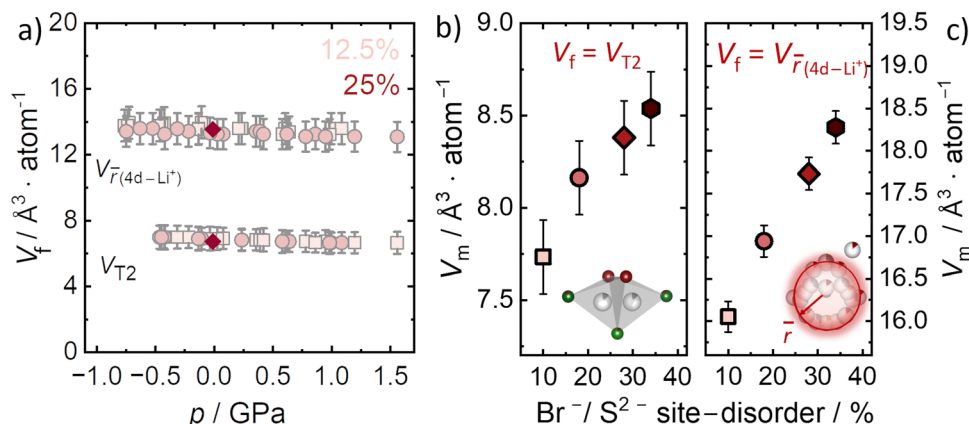 a)
20
16
12
8
4
0
V_f / Å³ · atom⁻¹
12.5%
25%
V_r̅(4d−Li⁺)
V_T2
−1.0 −0.5 0.0 0.5 1.0 1.5
p / GPa
b)
9.0
8.5
8.0
7.5
V_m / Å³ · atom⁻¹
V_f = V_T2
10 20 30 40
V_f = V_r̅(4d−Li⁺)
r̅
10 20 30 40
Br⁻/ S²⁻ site−disorder / %
c)
19.5
19.0
18.5
18.0
17.5
17.0
16.5
16.0
V_m / Å³ · atom⁻¹